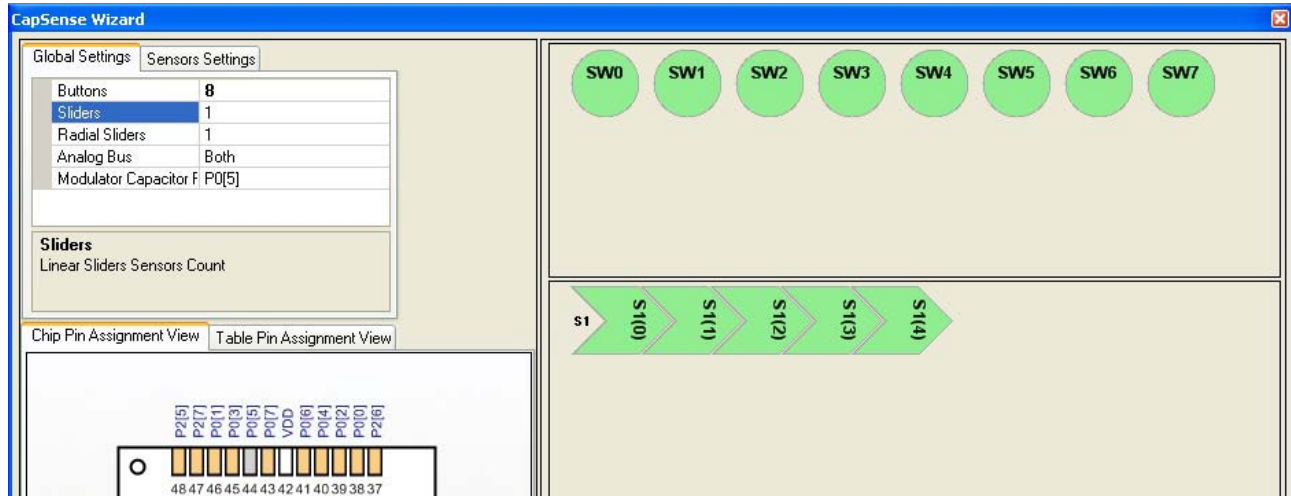 CapSense Wizard
Global Settings Sensors Settings
Buttons 8
Sliders 1
Radial Sliders 1
Analog Bus Both
Modulator Capacitor P P0[5]
Sliders
Linear Sliders Sensors Count
Chip Pin Assignment View Table Pin Assignment View
P2[5] P2[7] P0[1] P0[3] P0[5] P0[7] VDD P0[6] P0[4] P0[2] P0[0] P2[6]
48 47 46 45 44 43 42 41 40 39 38 37
SW0 SW1 SW2 SW3 SW4 SW5 SW6 SW7
S1 S1(0) S1(1) S1(2) S1(3) S1(4)